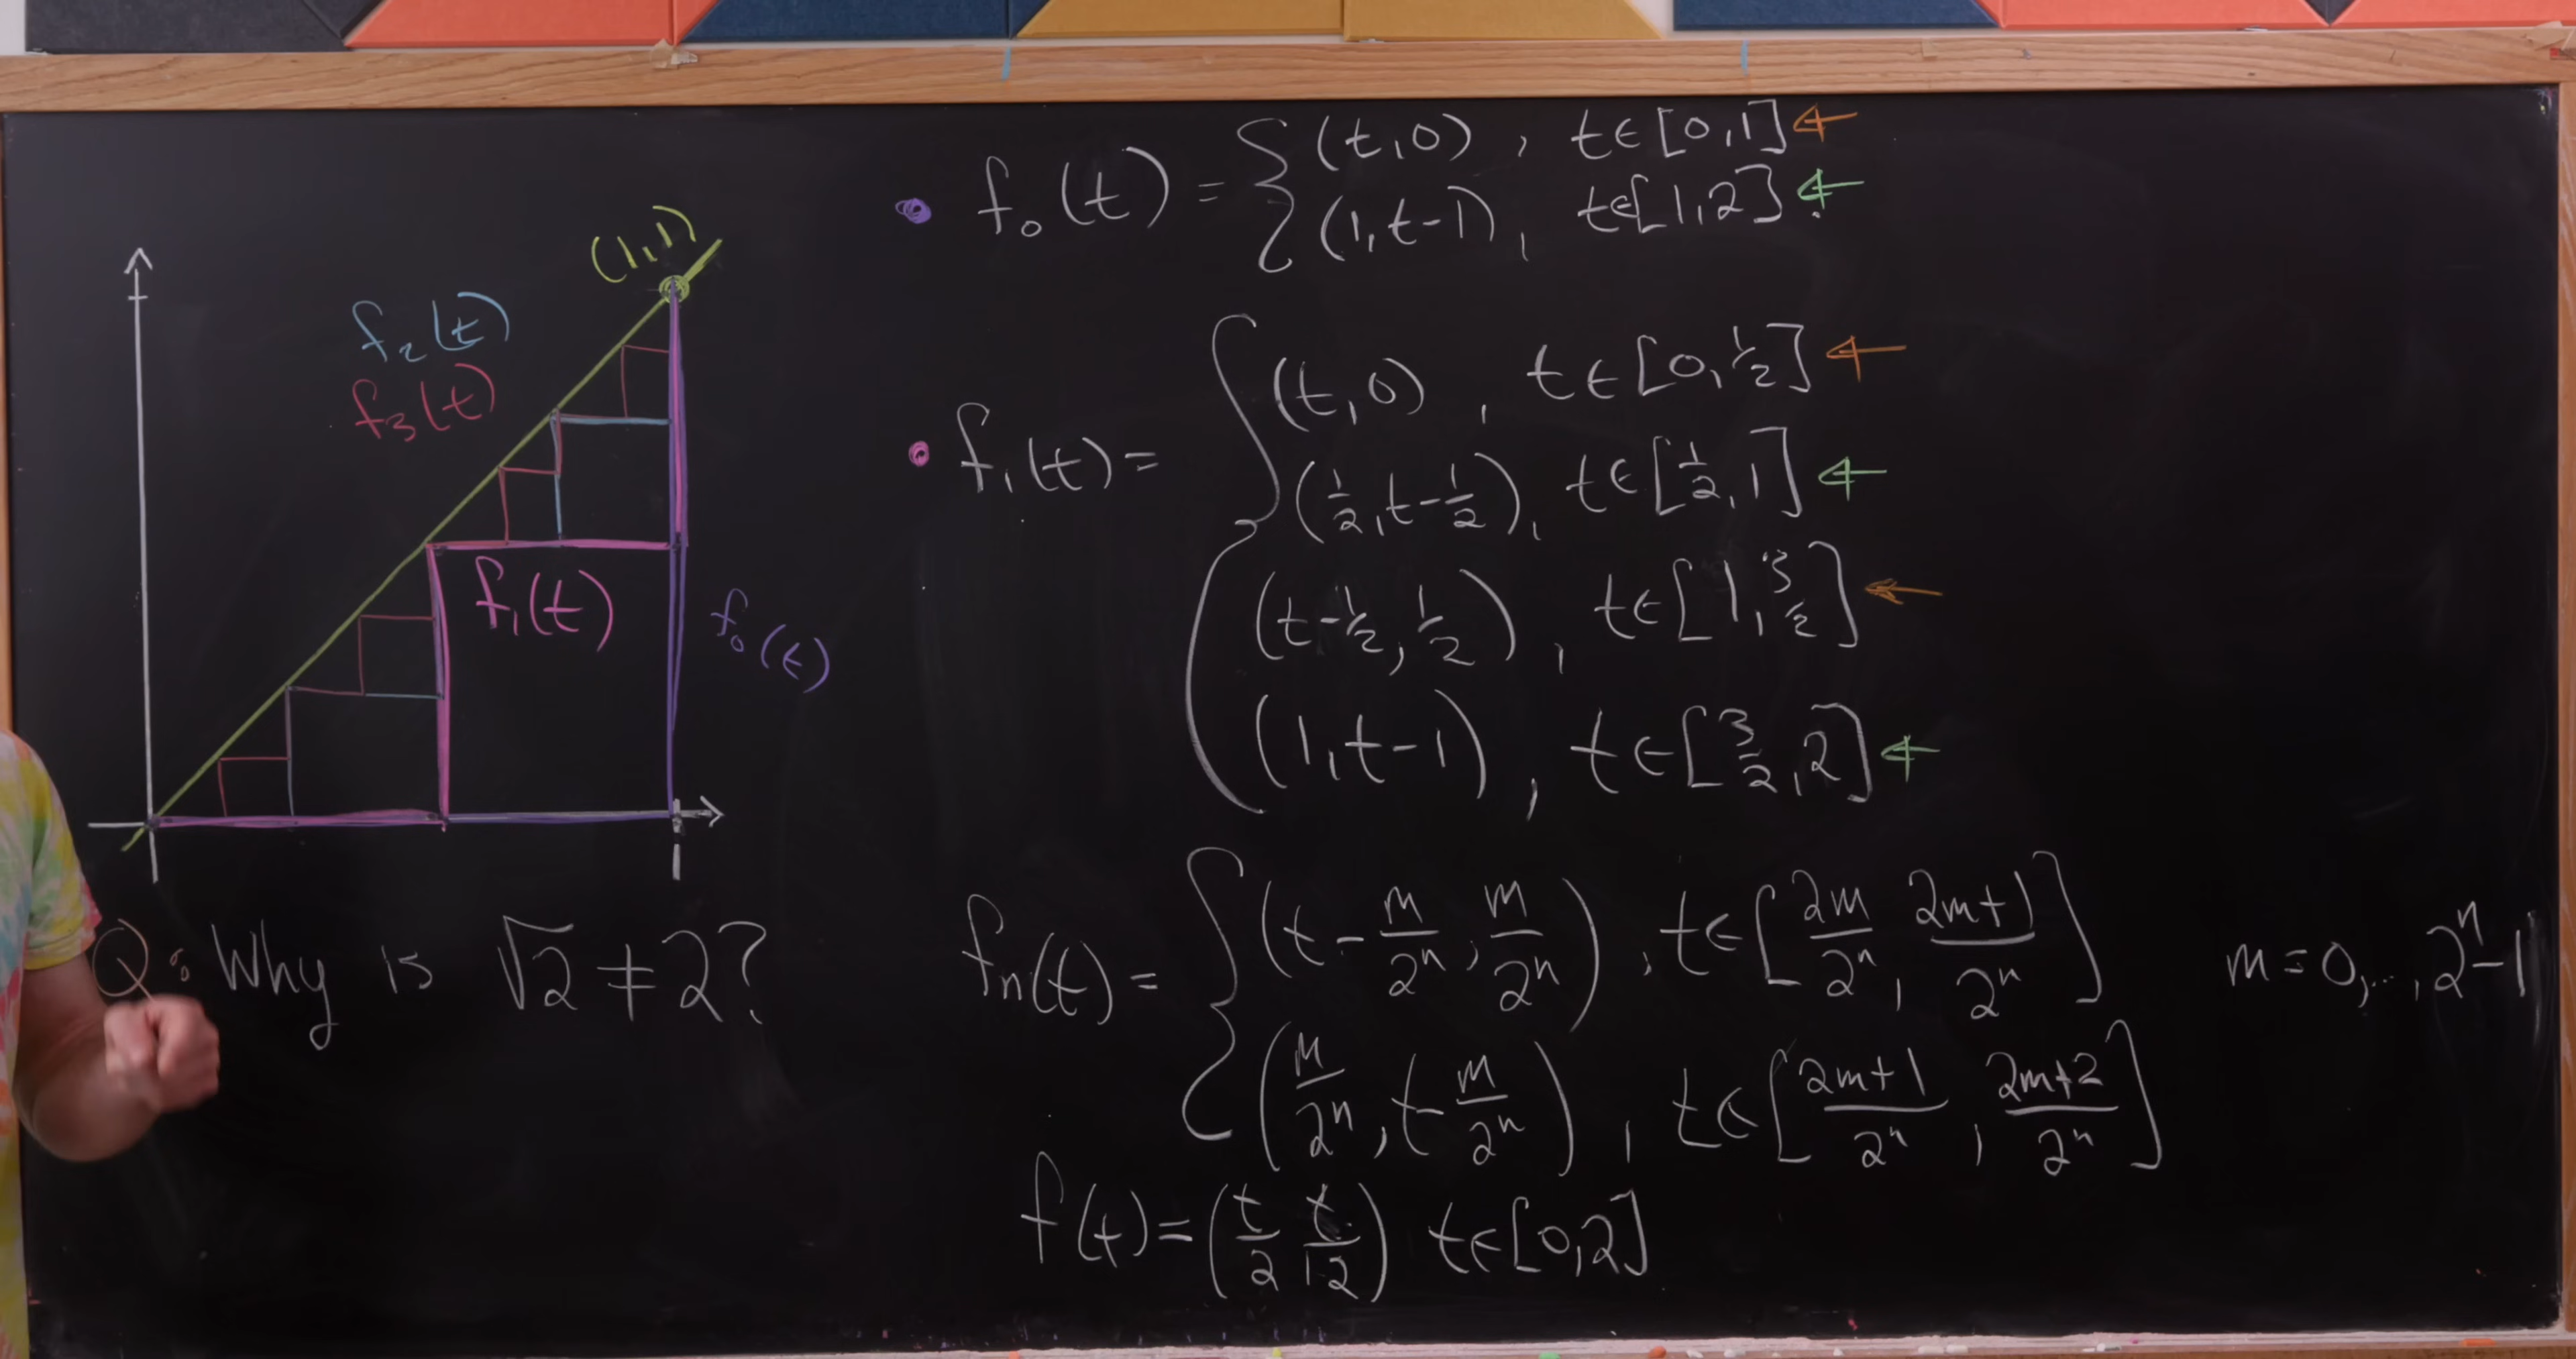 (1,1)
f₂(t)
f₃(t)
f₁(t)
f₀(t)
Q: Why is √2 ≠ 2?
• f₀(t) = { (t,0) , t∈[0,1]
(1,t-1), t∈[1,2]
• f₁(t) = { (t,0) , t∈[0,1/2]
(1/2,t-1/2), t∈[1/2,1]
(t-1/2,1/2) , t∈[1,3/2]
(1,t-1) , t∈[3/2,2]
fₙ(t) = { (t-m/2ⁿ,m/2ⁿ) , t∈[2m/2ⁿ,2m+1/2ⁿ] m=0,..,2ⁿ-1
(m/2ⁿ,t-m/2ⁿ) , t∈[2m+1/2ⁿ,2m+2/2ⁿ]
f(t)=(t/2,t/2) t∈[0,2]